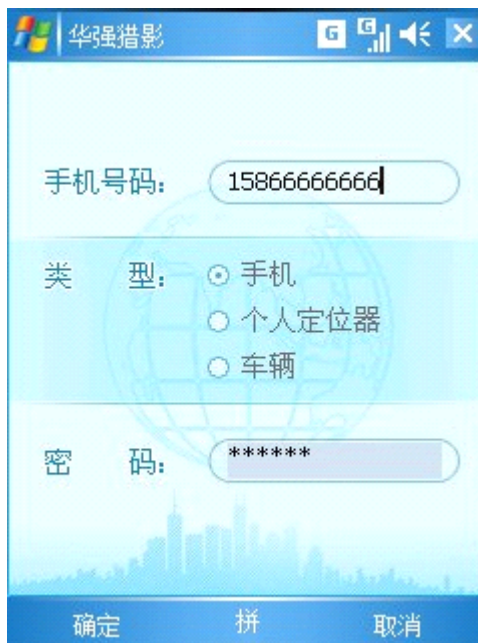 华强猎影
手机号码: 15866666666
类 型: 手机
个人定位器
车辆
密 码: ******
确定 拼 取消